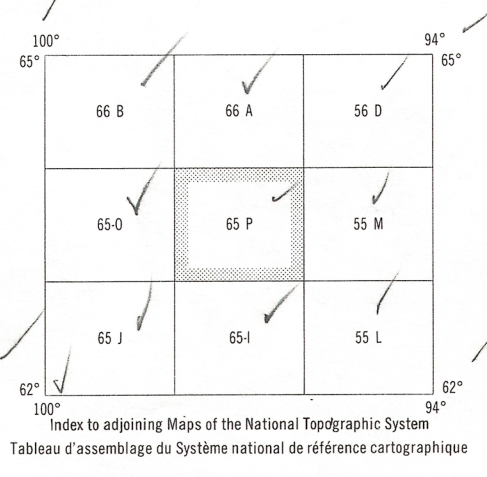 100° 94°
65° 65°
66 B 66 A 56 D
65-O 65 P 55 M
65 J 65-I 55 L
62° 62°
100° 94°
Index to adjoining Maps of the National Topographic System
Tableau d'assemblage du Système national de référence cartographique